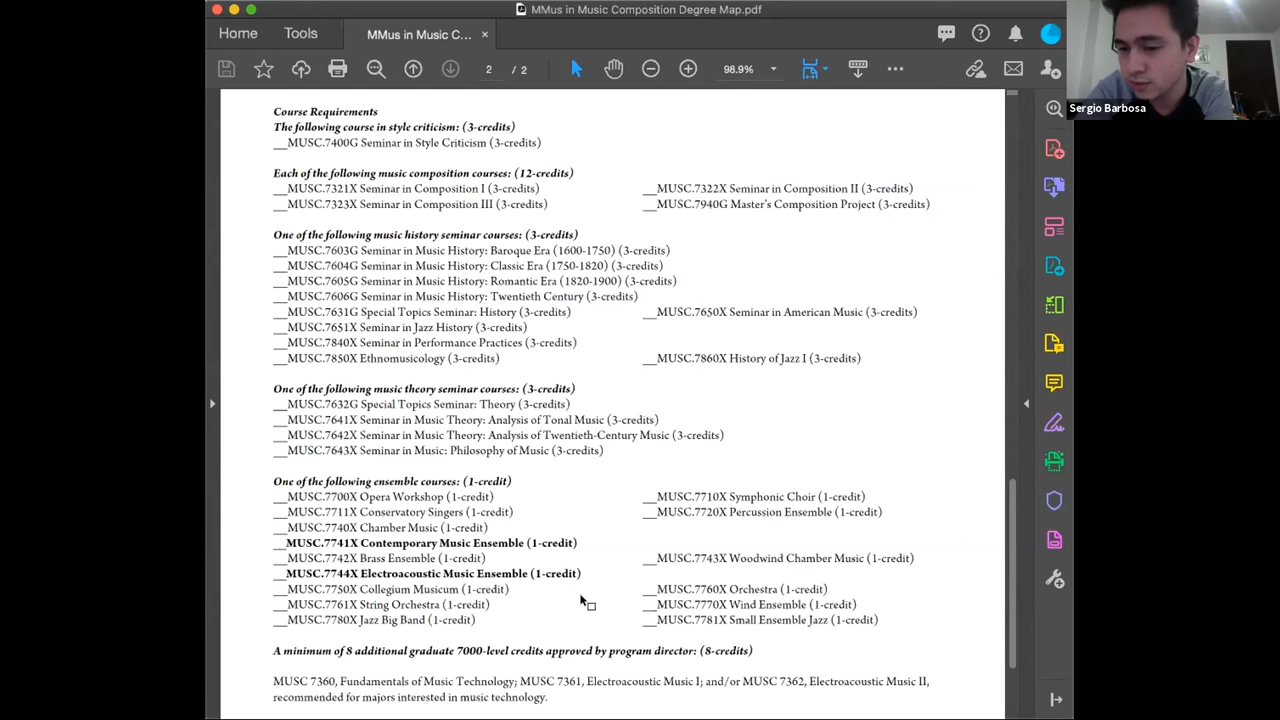 MMus in Music Composition Degree Map.pdf
Home
Tools
MMus in Music C...
×
2 / 2
98.9%
Sergio Barbosa
Course Requirements
The following course in style criticism: (3-credits)
__MUSC.7400G Seminar in Style Criticism (3-credits)
Each of the following music composition courses: (12-credits)
__MUSC.7321X Seminar in Composition I (3-credits)
__MUSC.7322X Seminar in Composition II (3-credits)
__MUSC.7323X Seminar in Composition III (3-credits)
__MUSC.7940G Master's Composition Project (3-credits)
One of the following music history seminar courses: (3-credits)
__MUSC.7603G Seminar in Music History: Baroque Era (1600-1750) (3-credits)
__MUSC.7604G Seminar in Music History: Classic Era (1750-1820) (3-credits)
__MUSC.7605G Seminar in Music History: Romantic Era (1820-1900) (3-credits)
__MUSC.7606G Seminar in Music History: Twentieth Century (3-credits)
__MUSC.7631G Special Topics Seminar: History (3-credits)
__MUSC.7650X Seminar in American Music (3-credits)
__MUSC.7651X Seminar in Jazz History (3-credits)
__MUSC.7840X Seminar in Performance Practices (3-credits)
__MUSC.7850X Ethnomusicology (3-credits)
__MUSC.7860X History of Jazz I (3-credits)
One of the following music theory seminar courses: (3-credits)
__MUSC.7632G Special Topics Seminar: Theory (3-credits)
__MUSC.7641X Seminar in Music Theory: Analysis of Tonal Music (3-credits)
__MUSC.7642X Seminar in Music Theory: Analysis of Twentieth-Century Music (3-credits)
__MUSC.7643X Seminar in Music: Philosophy of Music (3-credits)
One of the following ensemble courses: (1-credit)
__MUSC.7700X Opera Workshop (1-credit)
__MUSC.7710X Symphonic Choir (1-credit)
__MUSC.7711X Conservatory Singers (1-credit)
__MUSC.7720X Percussion Ensemble (1-credit)
__MUSC.7740X Chamber Music (1-credit)
__MUSC.7741X Contemporary Music Ensemble (1-credit)
__MUSC.7742X Brass Ensemble (1-credit)
__MUSC.7743X Woodwind Chamber Music (1-credit)
__MUSC.7744X Electroacoustic Music Ensemble (1-credit)
__MUSC.7750X Collegium Musicum (1-credit)
__MUSC.7760X Orchestra (1-credit)
__MUSC.7761X String Orchestra (1-credit)
__MUSC.7770X Wind Ensemble (1-credit)
__MUSC.7780X Jazz Big Band (1-credit)
__MUSC.7781X Small Ensemble Jazz (1-credit)
A minimum of 8 additional graduate 7000-level credits approved by program director: (8-credits)
MUSC 7360, Fundamentals of Music Technology; MUSC 7361, Electroacoustic Music I; and/or MUSC 7362, Electroacoustic Music II,
recommended for majors interested in music technology.